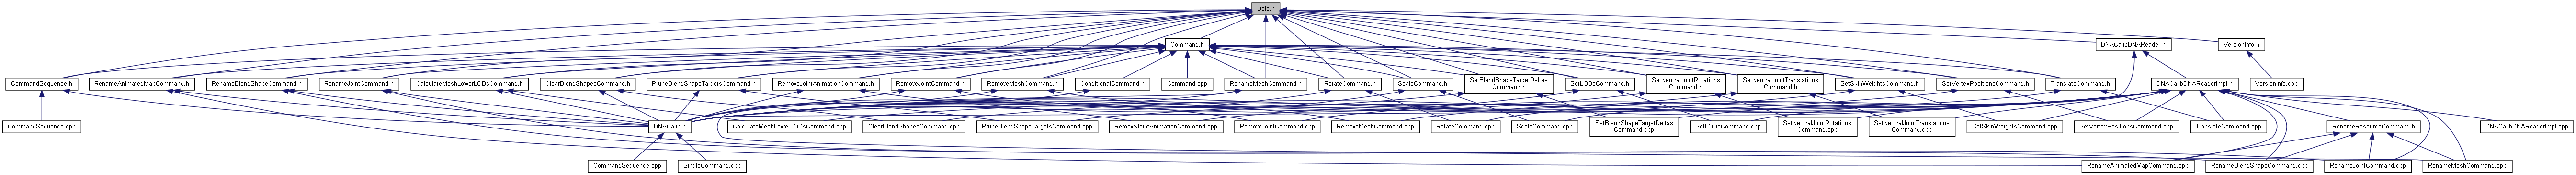 Defs.h
Command.h
DNACalibDNAReader.h
VersionInfo.h
CommandSequence.h
RenameAnimatedMapCommand.h
RenameBlendShapeCommand.h
RenameJointCommand.h
CalculateMeshLowerLODsCommand.h
ClearBlendShapesCommand.h
PruneBlendShapeTargetsCommand.h
RemoveJointAnimationCommand.h
RemoveJointCommand.h
RemoveMeshCommand.h
ConditionalCommand.h
Command.cpp
RenameMeshCommand.h
RotateCommand.h
ScaleCommand.h
SetBlendShapeTargetDeltas
Command.h
SetLODsCommand.h
SetNeutralJointRotations
Command.h
SetNeutralJointTranslations
Command.h
SetSkinWeightsCommand.h
SetVertexPositionsCommand.h
TranslateCommand.h
DNACalibDNAReaderImpl.h
VersionInfo.cpp
CommandSequence.cpp
DNACalib.h
CalculateMeshLowerLODsCommand.cpp
ClearBlendShapesCommand.cpp
PruneBlendShapeTargetsCommand.cpp
RemoveJointAnimationCommand.cpp
RemoveJointCommand.cpp
RemoveMeshCommand.cpp
RotateCommand.cpp
ScaleCommand.cpp
SetBlendShapeTargetDeltas
Command.cpp
SetLODsCommand.cpp
SetNeutralJointRotations
Command.cpp
SetNeutralJointTranslations
Command.cpp
SetSkinWeightsCommand.cpp
SetVertexPositionsCommand.cpp
TranslateCommand.cpp
RenameResourceCommand.h
DNACalibDNAReaderImpl.cpp
CommandSequence.cpp
SingleCommand.cpp
RenameAnimatedMapCommand.cpp
RenameBlendShapeCommand.cpp
RenameJointCommand.cpp
RenameMeshCommand.cpp